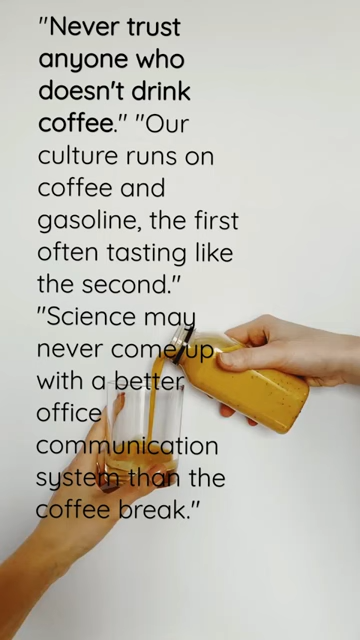 "Never trust
anyone who
doesn't drink
coffee." "Our
culture runs on
coffee and
gasoline, the first
often tasting like
the second."
"Science may
never come up
with a better
office
communication
system than the
coffee break."